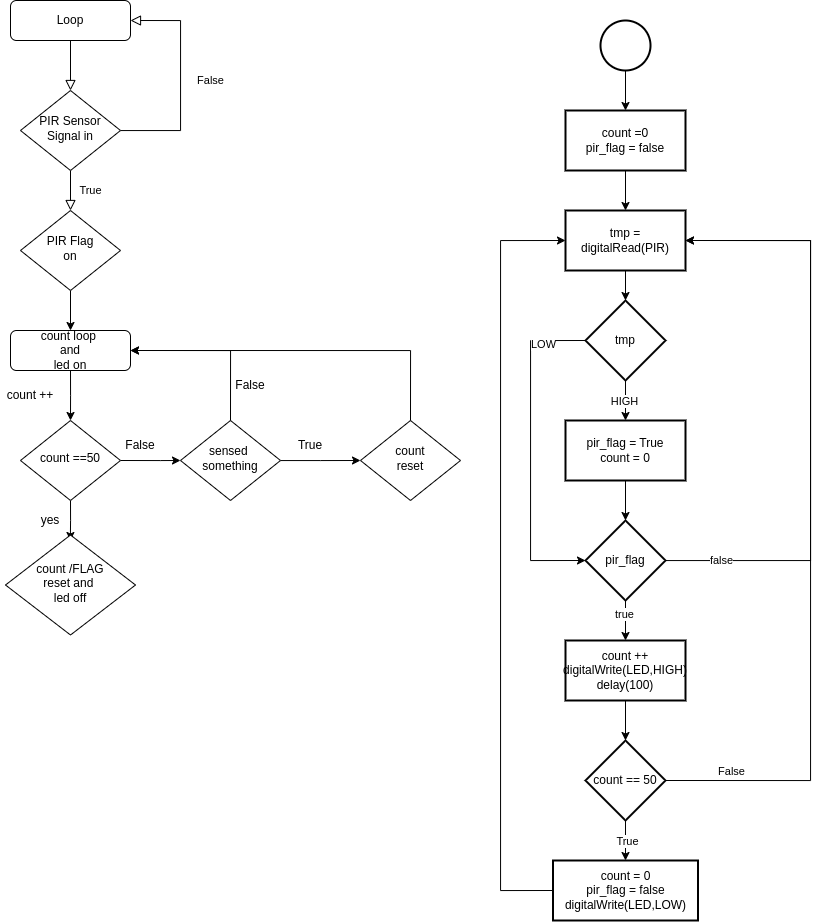 Loop
False
PIR Sensor
Signal in
True
PIR Flag
on
count loop
and
led on
count ++
False
count ==50
False
sensed
something
True
count
reset
yes
count /FLAG
reset and
led off
count =0
pir_flag = false
tmp =
digitalRead(PIR)
tmp
LOW
HIGH
pir_flag = True
count = 0
pir_flag
false
true
count ++
digitalWrite(LED,HIGH)
delay(100)
count == 50
False
True
count = 0
pir_flag = false
digitalWrite(LED,LOW)